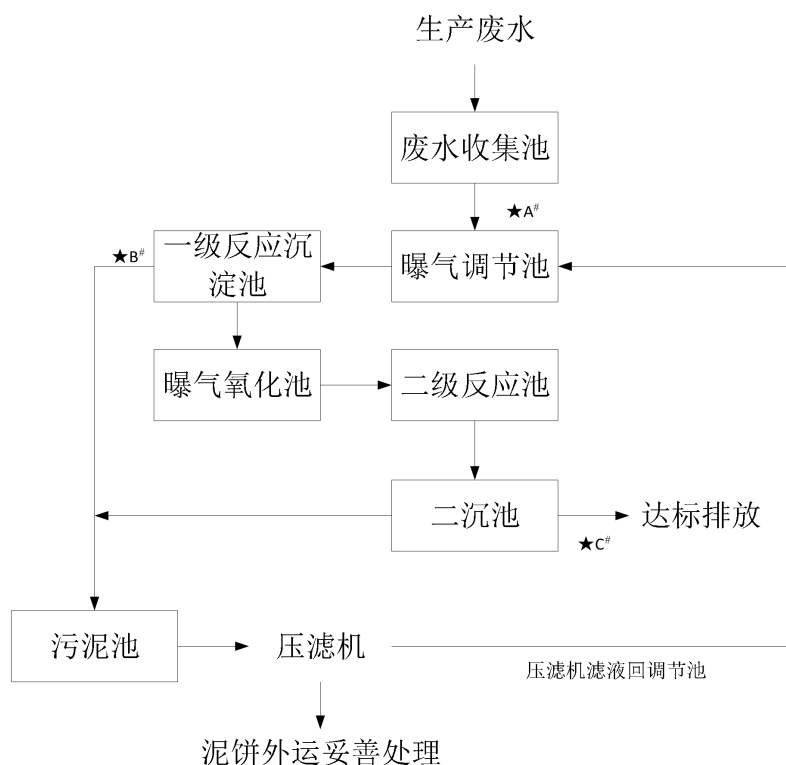 生产废水
废水收集池
★A#
★B#
一级反应沉
淀池
曝气调节池
曝气氧化池
二级反应池
二沉池
达标排放
★C#
污泥池
压滤机
压滤机滤液回调节池
泥饼外运妥善处理